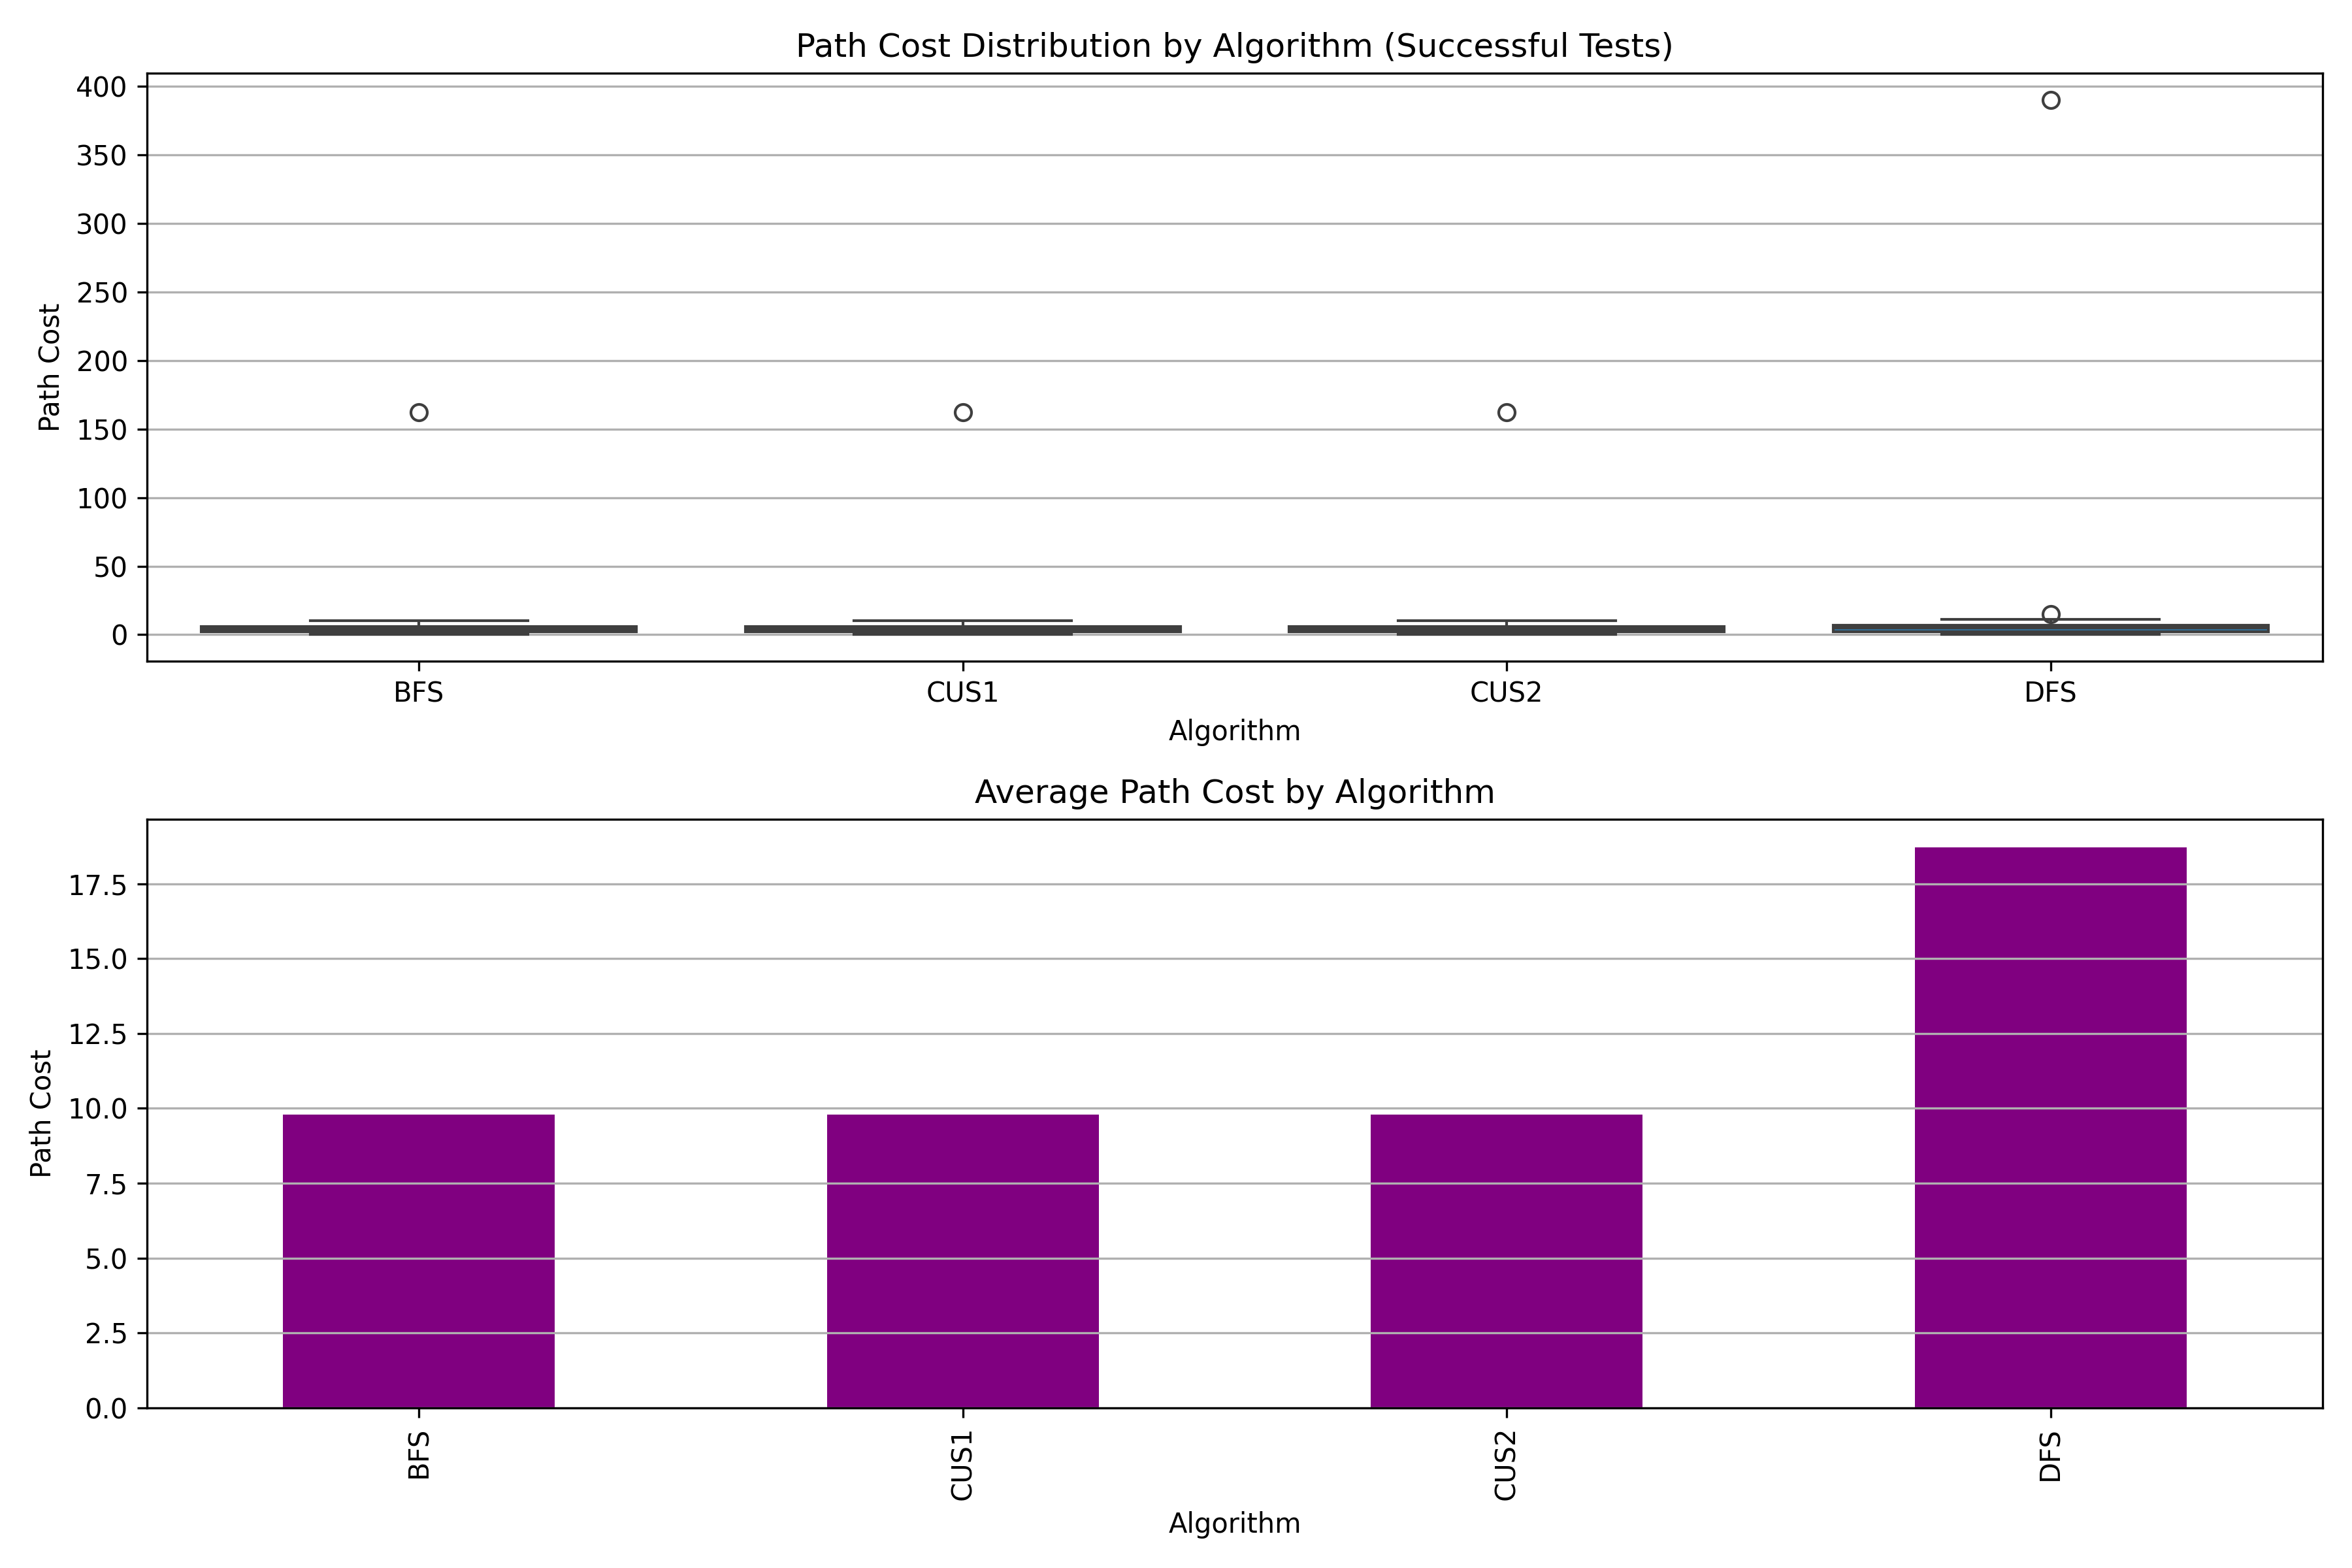 Path Cost Distribution by Algorithm (Successful Tests)
400
350
300
250
200
150
100
50
0
Path Cost
BFS CUS1 CUS2 DFS
Algorithm
Average Path Cost by Algorithm
17.5
15.0
12.5
10.0
7.5
5.0
2.5
0.0
Path Cost
BFS CUS1 CUS2 DFS
Algorithm